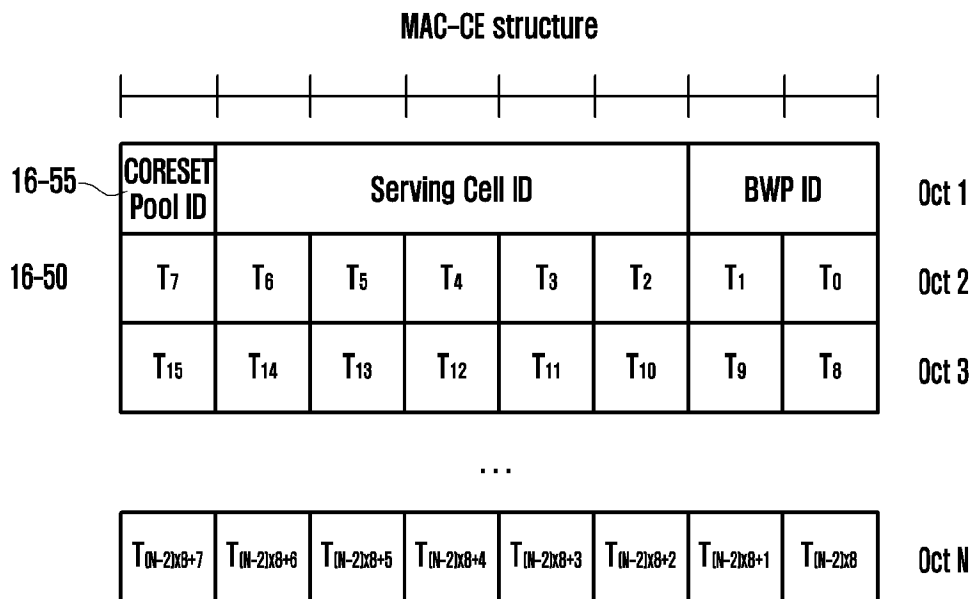 MAC-CE structure
16-55
CORESET Pool ID
Serving Cell ID
BWP ID
Oct 1
16-50
T7 T6 T5 T4 T3 T2 T1 T0
Oct 2
T15 T14 T13 T12 T11 T10 T9 T8
Oct 3
...
T(N-2)x8+7 T(N-2)x8+6 T(N-2)x8+5 T(N-2)x8+4 T(N-2)x8+3 T(N-2)x8+2 T(N-2)x8+1 T(N-2)x8
Oct N